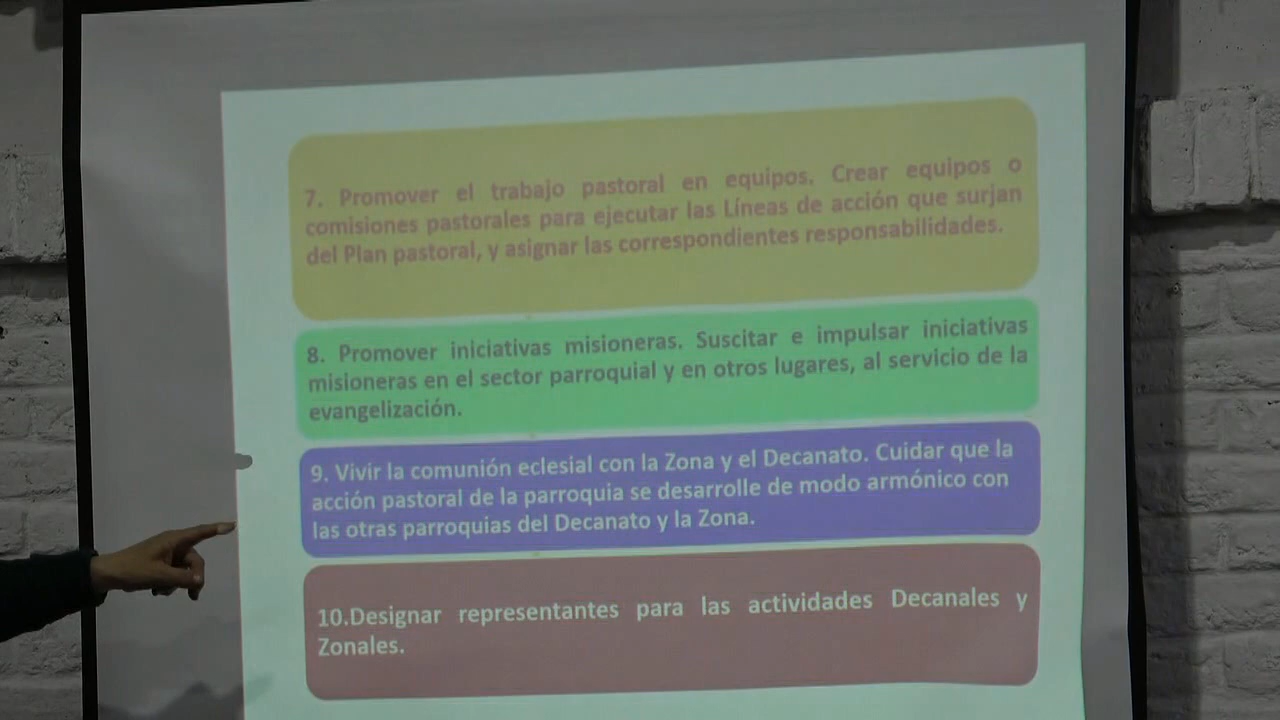 7. Promover el trabajo pastoral en equipos. Crear equipos o
comisiones pastorales para ejecutar las Líneas de acción que surjan
del Plan pastoral, y asignar las correspondientes responsabilidades.
8. Promover iniciativas misioneras. Suscitar e impulsar iniciativas
misioneras en el sector parroquial y en otros lugares, al servicio de la
evangelización.
9. Vivir la comunión eclesial con la Zona y el Decanato. Cuidar que la
acción pastoral de la parroquia se desarrolle de modo armónico con
las otras parroquias del Decanato y la Zona.
10.Designar representantes para las actividades Decanales y
Zonales.